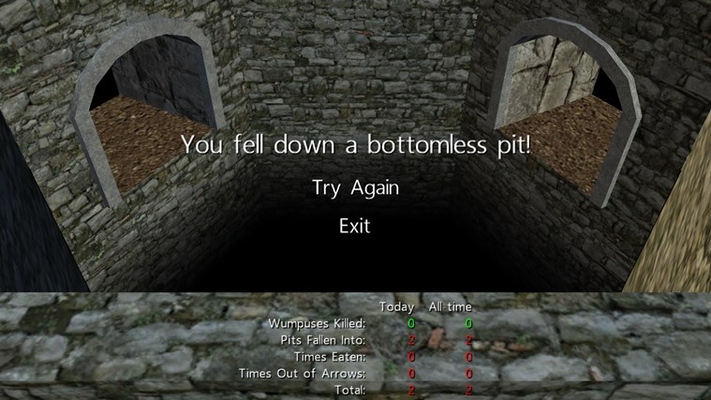 You fell down a bottomless pit!
Try Again
Exit
Today All time
Wumpuses Killed: 0 0
Pits Fallen Into: 2 2
Times Eaten: 0 0
Times Out of Arrows: 0 0
Total: 2 2